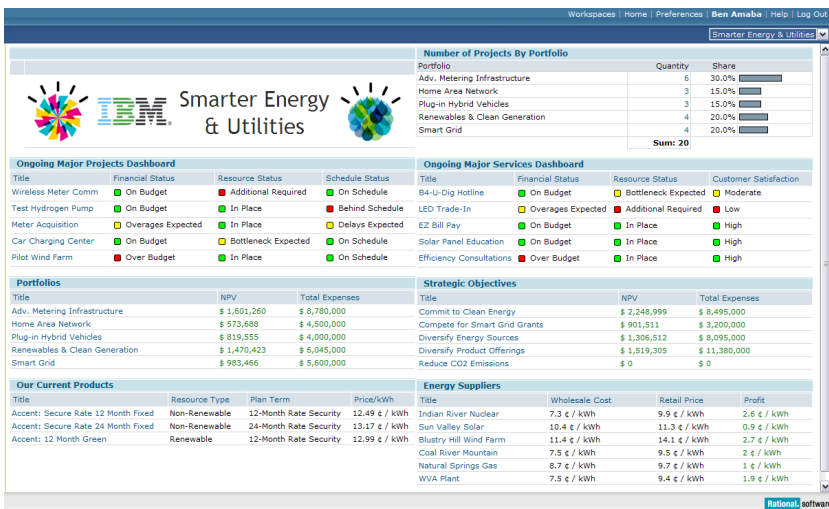 Workspaces | Home | Preferences | Ben Amaba | Help | Log Out
Smarter Energy & Utilities
IBM. Smarter Energy
& Utilities
Number of Projects By Portfolio
Portfolio Quantity Share
Adv. Metering Infrastructure 6 30.0%
Home Area Network 3 15.0%
Plug-in Hybrid Vehicles 3 15.0%
Renewables & Clean Generation 4 20.0%
Smart Grid 4 20.0%
Sum: 20
Ongoing Major Projects Dashboard
Title Financial Status Resource Status Schedule Status
Wireless Meter Comm On Budget Additional Required On Schedule
Test Hydrogen Pump On Budget In Place Behind Schedule
Meter Acquisition Overages Expected In Place Delays Expected
Car Charging Center On Budget Bottleneck Expected On Schedule
Pilot Wind Farm Over Budget In Place On Schedule
Ongoing Major Services Dashboard
Title Financial Status Resource Status Customer Satisfaction
B4-U-Dig Hotline On Budget Bottleneck Expected Moderate
LED Trade-In Overages Expected Additional Required Low
EZ Bill Pay On Budget In Place High
Solar Panel Education On Budget In Place High
Efficiency Consultations Over Budget In Place High
Portfolios
Title NPV Total Expenses
Adv. Metering Infrastructure $ 1,601,260 $ 8,780,000
Home Area Network $ 573,688 $ 4,500,000
Plug-in Hybrid Vehicles $ 819,555 $ 4,000,000
Renewables & Clean Generation $ 1,470,423 $ 6,045,000
Smart Grid $ 983,466 $ 5,600,000
Strategic Objectives
Title NPV Total Expenses
Commit to Clean Energy $ 2,248,999 $ 8,495,000
Compete for Smart Grid Grants $ 901,511 $ 3,200,000
Diversify Energy Sources $ 1,306,512 $ 8,095,000
Diversify Product Offerings $ 1,519,305 $ 11,380,000
Reduce CO2 Emissions $ 0 $ 0
Our Current Products
Title Resource Type Plan Term Price/kWh
Accent: Secure Rate 12 Month Fixed Non-Renewable 12-Month Rate Security 12.49 ¢ / kWh
Accent: Secure Rate 24 Month Fixed Non-Renewable 24-Month Rate Security 13.17 ¢ / kWh
Accent: 12 Month Green Renewable 12-Month Rate Security 12.99 ¢ / kWh
Energy Suppliers
Title Wholesale Cost Retail Price Profit
Indian River Nuclear 7.3 ¢ / kWh 9.9 ¢ / kWh 2.6 ¢ / kWh
Sun Valley Solar 10.4 ¢ / kWh 11.3 ¢ / kWh 0.9 ¢ / kWh
Blustry Hill Wind Farm 11.4 ¢ / kWh 14.1 ¢ / kWh 2.7 ¢ / kWh
Coal River Mountain 7.5 ¢ / kWh 9.5 ¢ / kWh 2 ¢ / kWh
Natural Springs Gas 8.7 ¢ / kWh 9.7 ¢ / kWh 1 ¢ / kWh
WVA Plant 7.5 ¢ / kWh 9.4 ¢ / kWh 1.9 ¢ / kWh
Rational. softwar